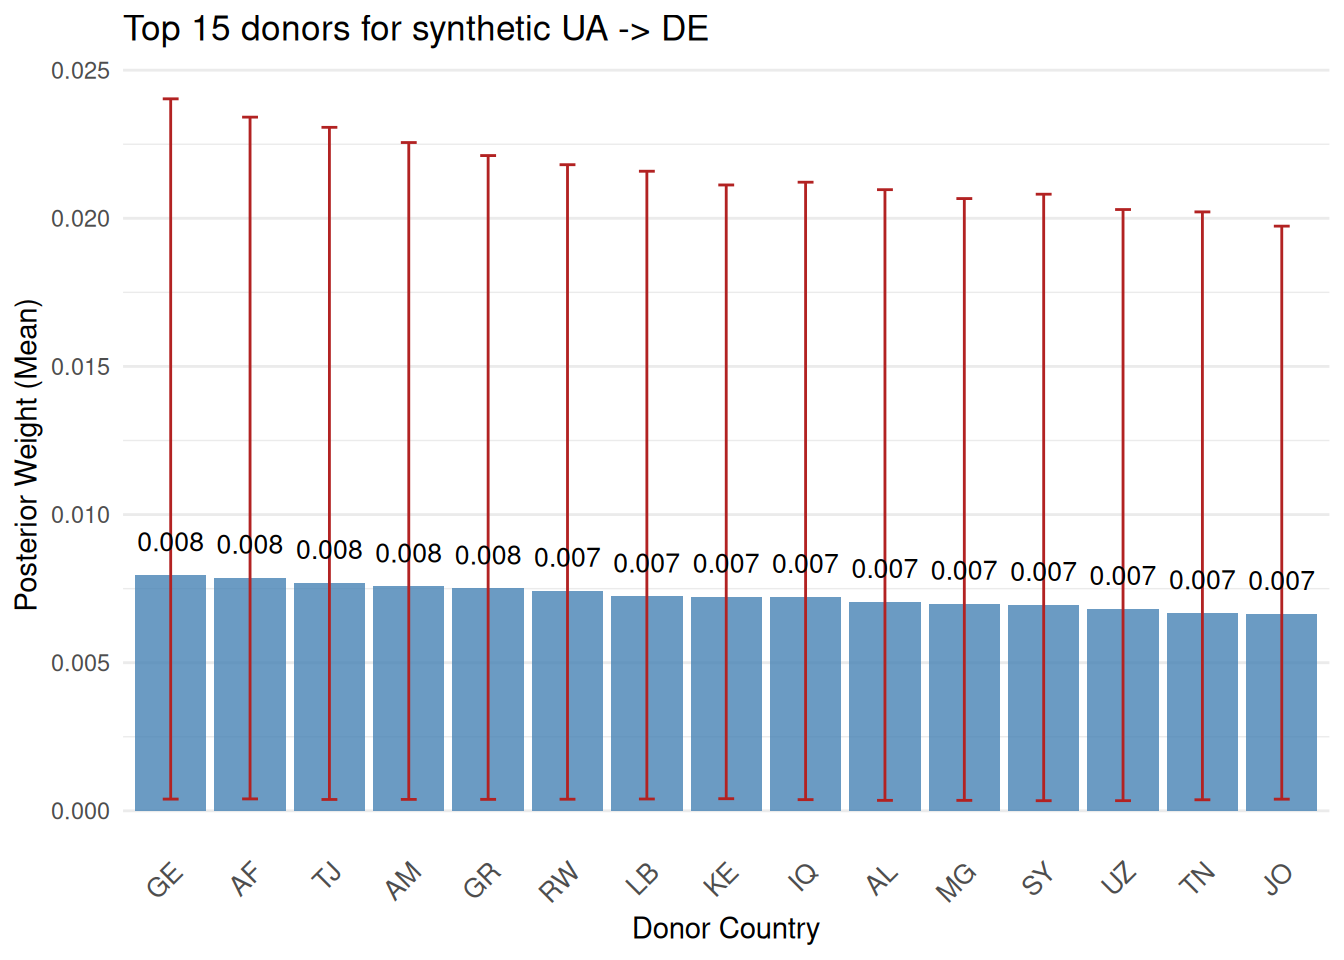 Top 15 donors for synthetic UA -> DE
Posterior Weight (Mean)
0.025
0.020
0.015
0.010
0.005
0.000
0.008 0.008 0.008 0.008 0.008 0.007 0.007 0.007 0.007 0.007 0.007 0.007 0.007 0.007 0.007
GE AF TJ AM GR RW LB KE IQ AL MG SY UZ TN JO
Donor Country